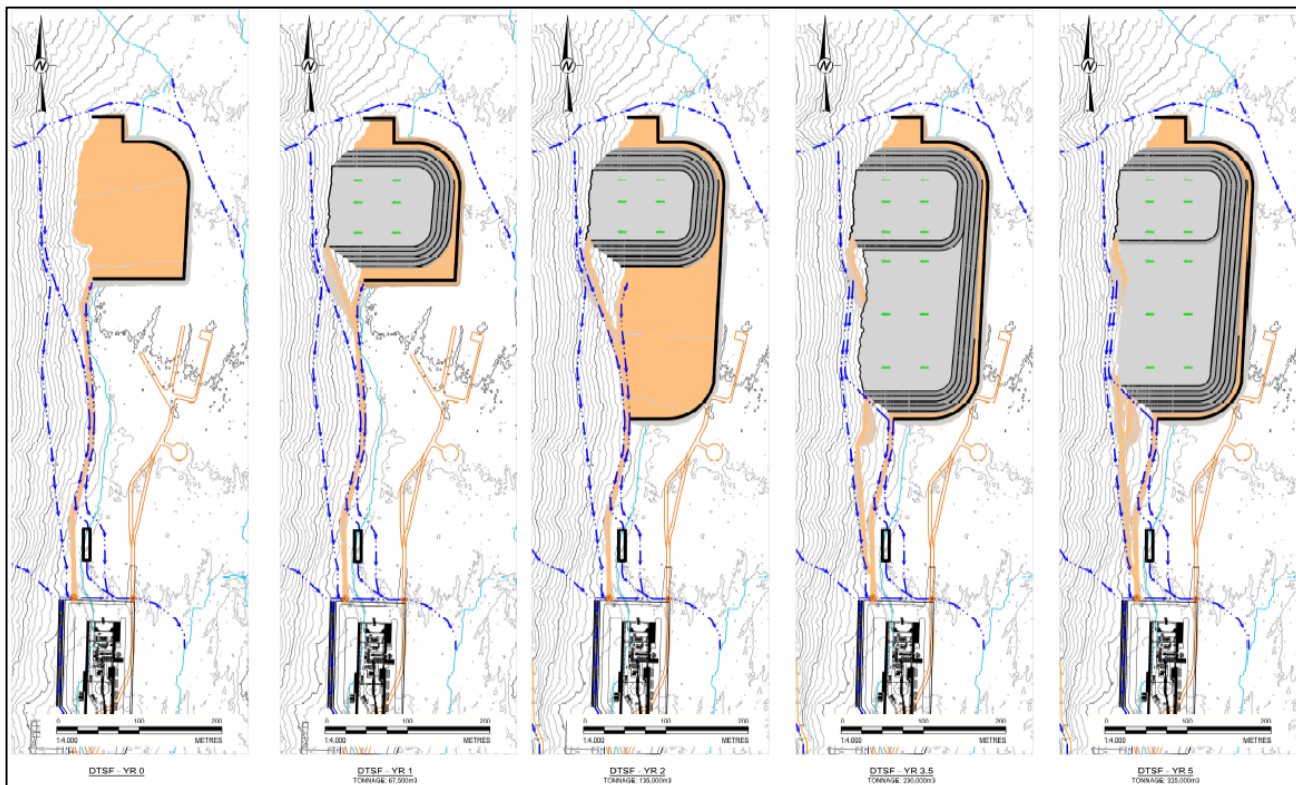 N N N N N
0 100 200 0 100 200 0 100 200 0 100 200 0 100 200
1:4,000 METRES 1:4,000 METRES 1:4,000 METRES 1:4,000 METRES 1:4,000 METRES
DTSF - YR 0 DTSF - YR 1 DTSF - YR 2 DTSF - YR 3.5 DTSF - YR 5
TONNAGE: 67,500m3 TONNAGE: 135,000m3 TONNAGE: 230,000m3 TONNAGE: 335,000m3